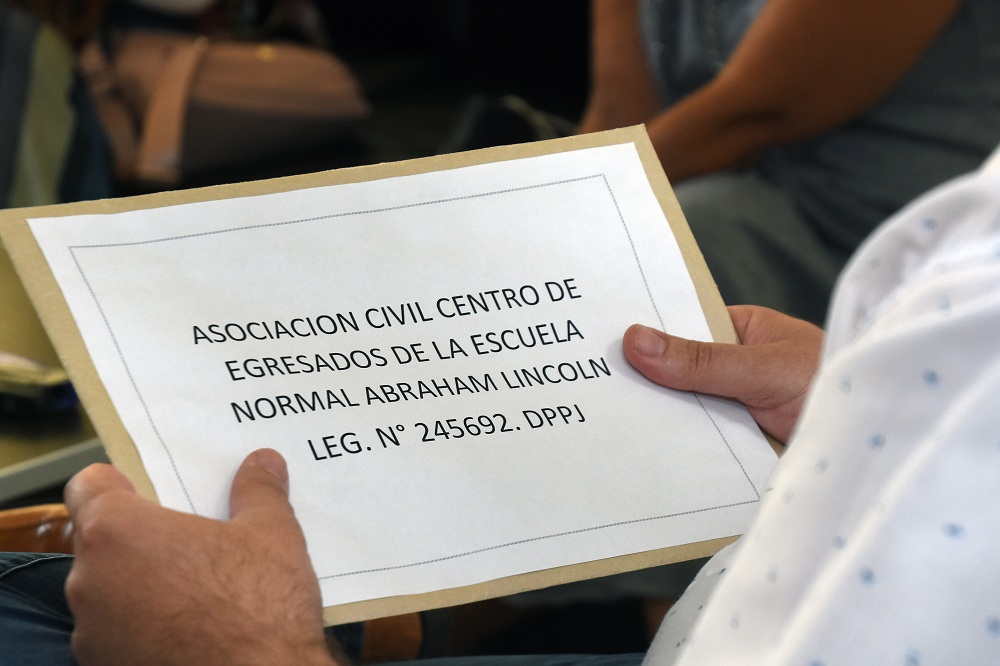 ASOCIACION CIVIL CENTRO DE
EGRESADOS DE LA ESCUELA
NORMAL ABRAHAM LINCOLN
LEG. N° 245692. DPPJ